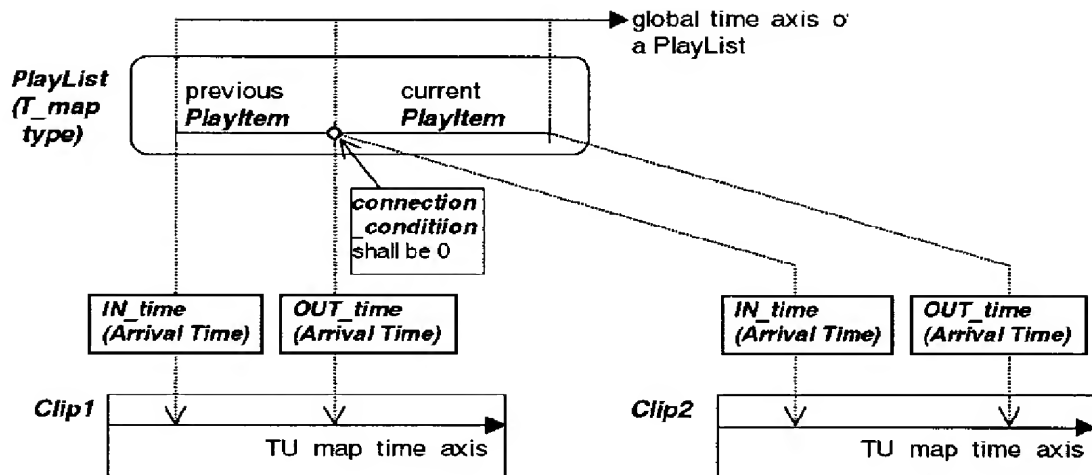 global time axis o
a PlayList
PlayList
(T_map
type)
previous
PlayItem
current
PlayItem
connection
_conditiion
shall be 0
IN_time
(Arrival Time)
OUT_time
(Arrival Time)
IN_time
(Arrival Time)
OUT_time
(Arrival Time)
Clip1
TU map time axis
Clip2
TU map time axis